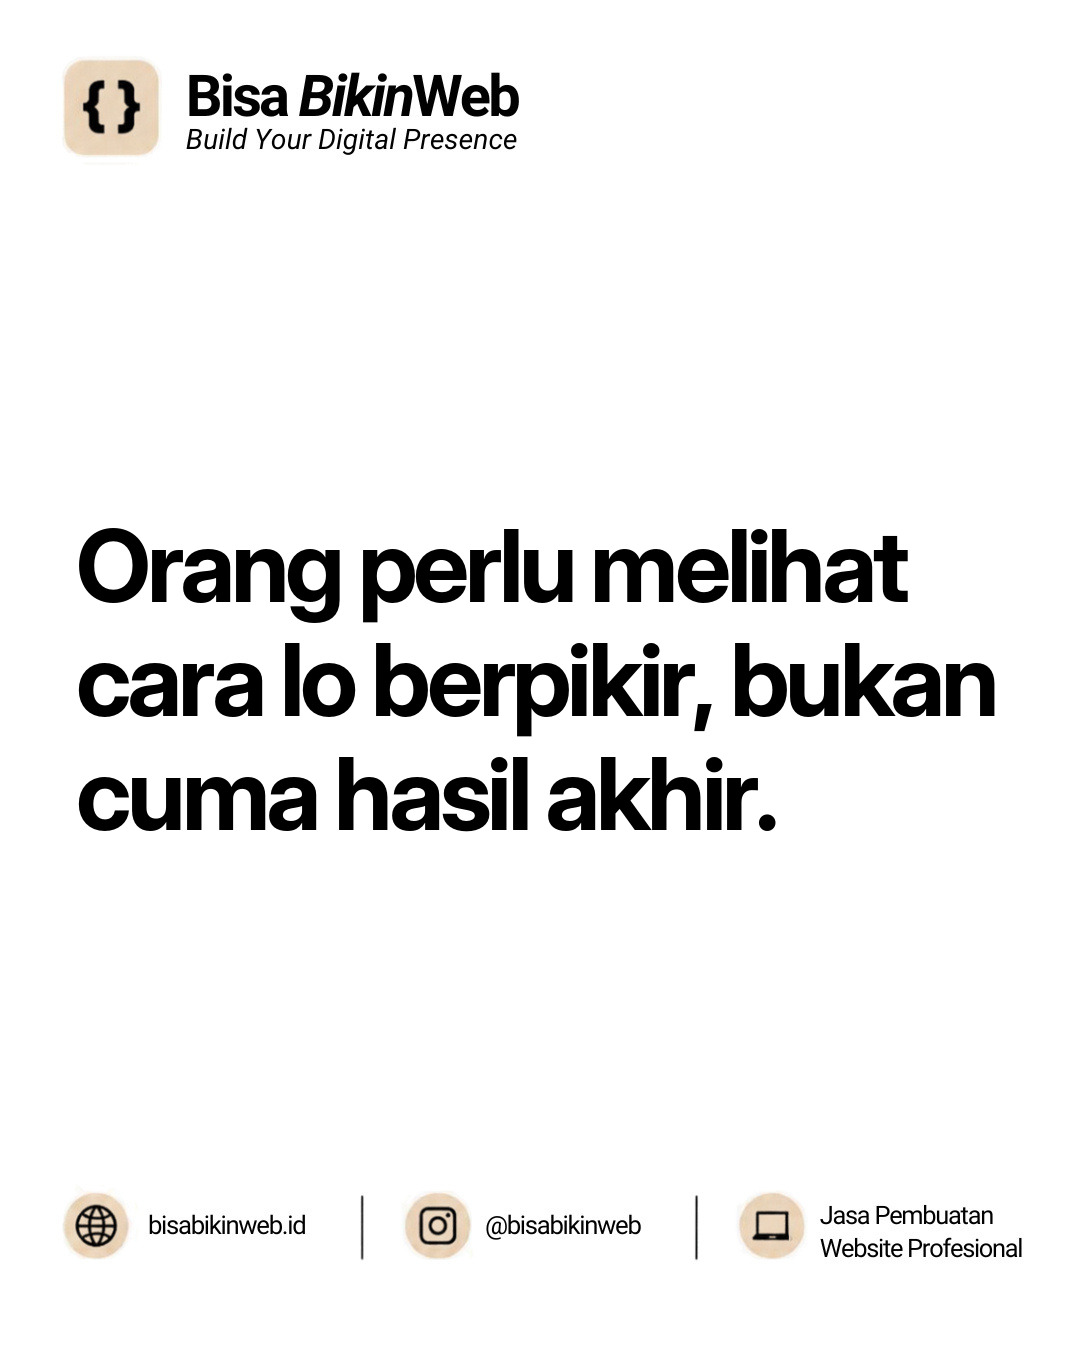 { }
Bisa BikinWeb
Build Your Digital Presence
Orang perlu melihat
cara lo berpikir, bukan
cuma hasil akhir.
bisabikinweb.id
@bisabikinweb
Jasa Pembuatan
Website Profesional